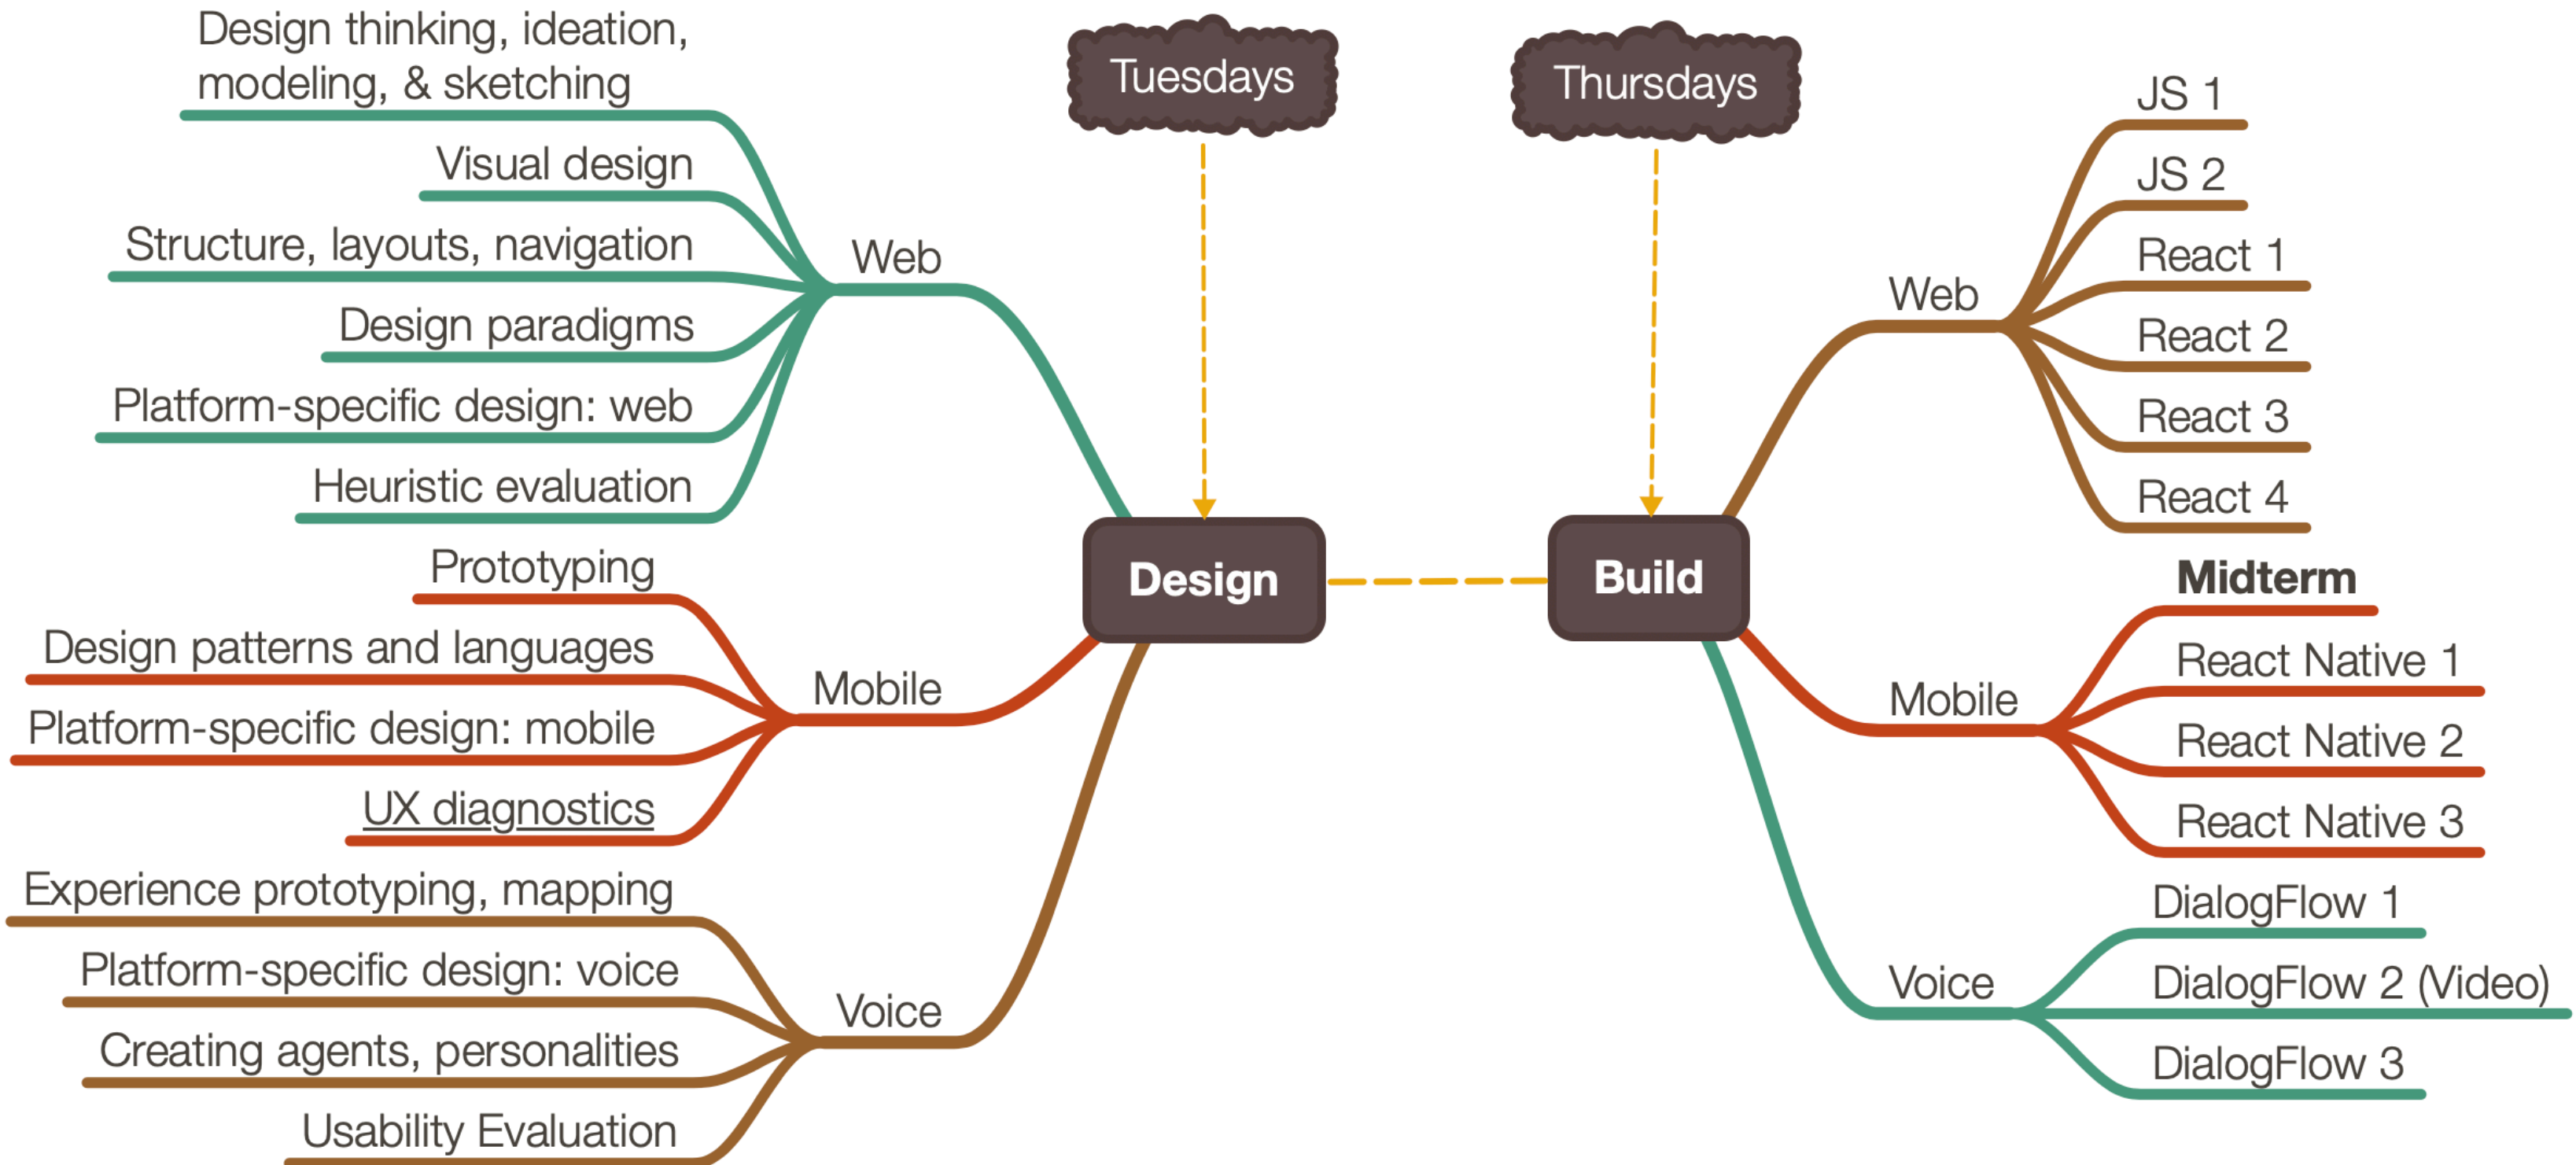 Design thinking, ideation,
modeling, & sketching
Visual design
Structure, layouts, navigation
Design paradigms
Platform-specific design: web
Heuristic evaluation
Web
Prototyping
Design patterns and languages
Platform-specific design: mobile
UX diagnostics
Mobile
Experience prototyping, mapping
Platform-specific design: voice
Creating agents, personalities
Usability Evaluation
Voice
Tuesdays
Design
Thursdays
Build
Web
JS 1
JS 2
React 1
React 2
React 3
React 4
Mobile
Midterm
React Native 1
React Native 2
React Native 3
Voice
DialogFlow 1
DialogFlow 2 (Video)
DialogFlow 3